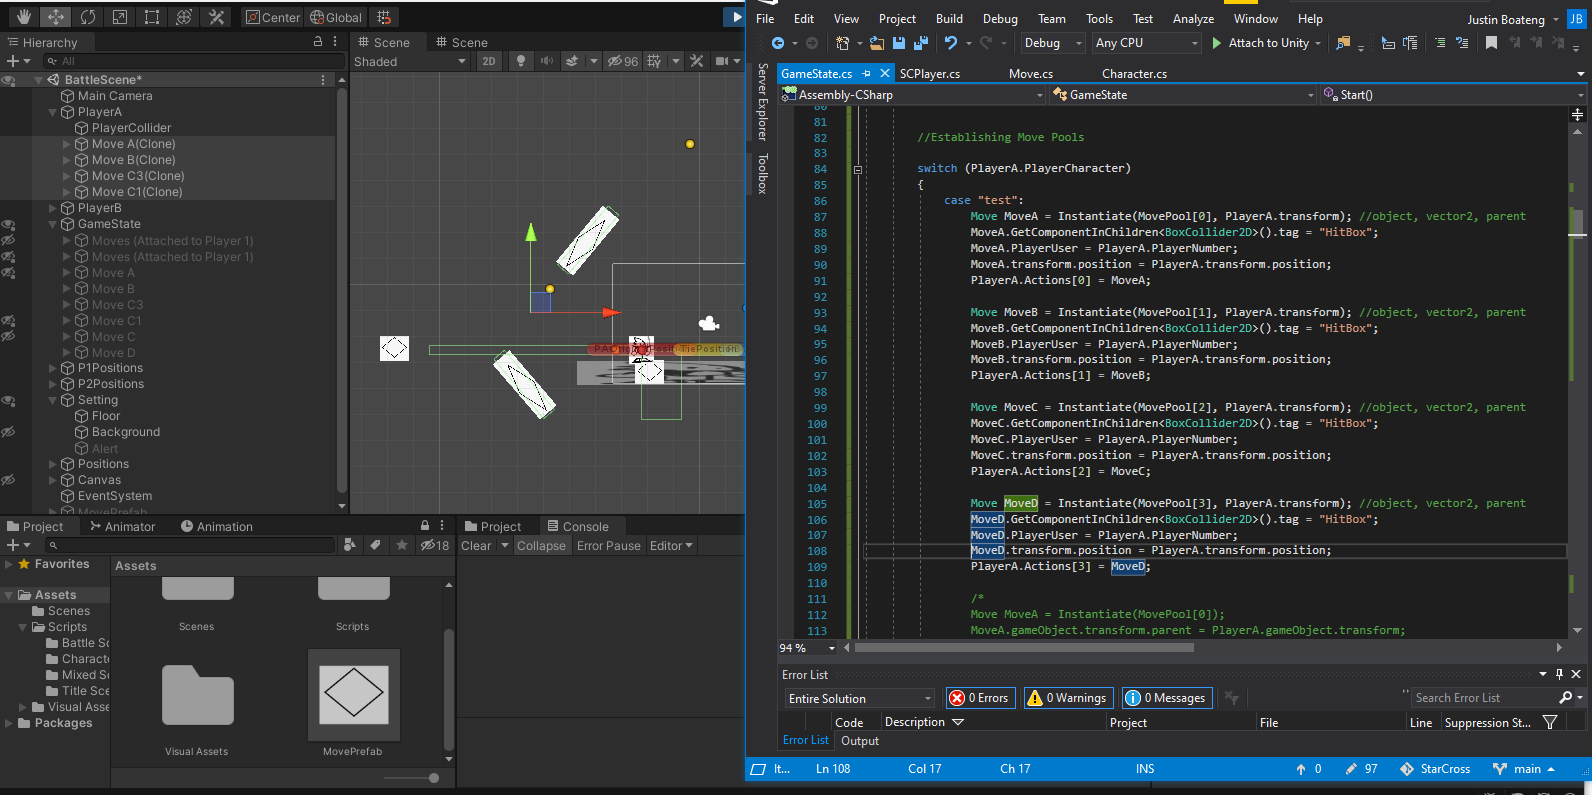 Center
Global
Hierarchy
All
BattleScene*
Main Camera
PlayerA
PlayerCollider
Move A(Clone)
Move B(Clone)
Move C3(Clone)
Move C1(Clone)
PlayerB
GameState
Moves (Attached to Player 1)
Moves (Attached to Player 1)
Move A
Move B
Move C3
Move C1
Move C
Move D
P1Positions
P2Positions
Setting
Floor
Background
Alert
Positions
Canvas
EventSystem
MovePrefab
Scene
Scene
Shaded
2D
96
Project
Animator
Animation
18
Favorites
Assets
Scenes
Scripts
Battle Sc
Characte
Mixed Sc
Title Sce
Visual Asse
Packages
Assets
Scenes
Scripts
Visual Assets
MovePrefab
Project
Console
Clear
Collapse
Error Pause
Editor
File Edit View Project Build Debug Team Tools Test Analyze Window Help
Justin Boateng
JB
Debug
Any CPU
Attach to Unity
Server Explorer
Toolbox
GameState.cs
SCPlayer.cs
Move.cs
Character.cs
Assembly-CSharp
GameState
Start()
80
81
82 //Establishing Move Pools
83
84 switch (PlayerA.PlayerCharacter)
85 {
86 case "test":
87 Move MoveA = Instantiate(MovePool[0], PlayerA.transform); //object, vector2, parent
88 MoveA.GetComponentInChildren<BoxCollider2D>().tag = "HitBox";
89 MoveA.PlayerUser = PlayerA.PlayerNumber;
90 MoveA.transform.position = PlayerA.transform.position;
91 PlayerA.Actions[0] = MoveA;
92
93 Move MoveB = Instantiate(MovePool[1], PlayerA.transform); //object, vector2, parent
94 MoveB.GetComponentInChildren<BoxCollider2D>().tag = "HitBox";
95 MoveB.PlayerUser = PlayerA.PlayerNumber;
96 MoveB.transform.position = PlayerA.transform.position;
97 PlayerA.Actions[1] = MoveB;
98
99 Move MoveC = Instantiate(MovePool[2], PlayerA.transform); //object, vector2, parent
100 MoveC.GetComponentInChildren<BoxCollider2D>().tag = "HitBox";
101 MoveC.PlayerUser = PlayerA.PlayerNumber;
102 MoveC.transform.position = PlayerA.transform.position;
103 PlayerA.Actions[2] = MoveC;
104
105 Move MoveD = Instantiate(MovePool[3], PlayerA.transform); //object, vector2, parent
106 MoveD.GetComponentInChildren<BoxCollider2D>().tag = "HitBox";
107 MoveD.PlayerUser = PlayerA.PlayerNumber;
108 MoveD.transform.position = PlayerA.transform.position;
109 PlayerA.Actions[3] = MoveD;
110
111 /*
112 Move MoveA = Instantiate(MovePool[0]);
113 MoveA.gameObject.transform.parent = PlayerA.gameObject.transform;
94 %
Error List
Entire Solution
0 Errors
0 Warnings
0 Messages
Search Error List
Code
Description
Project
File
Line
Suppression St...
Error List
Output
It...
Ln 108
Col 17
Ch 17
INS
0
97
StarCross
main